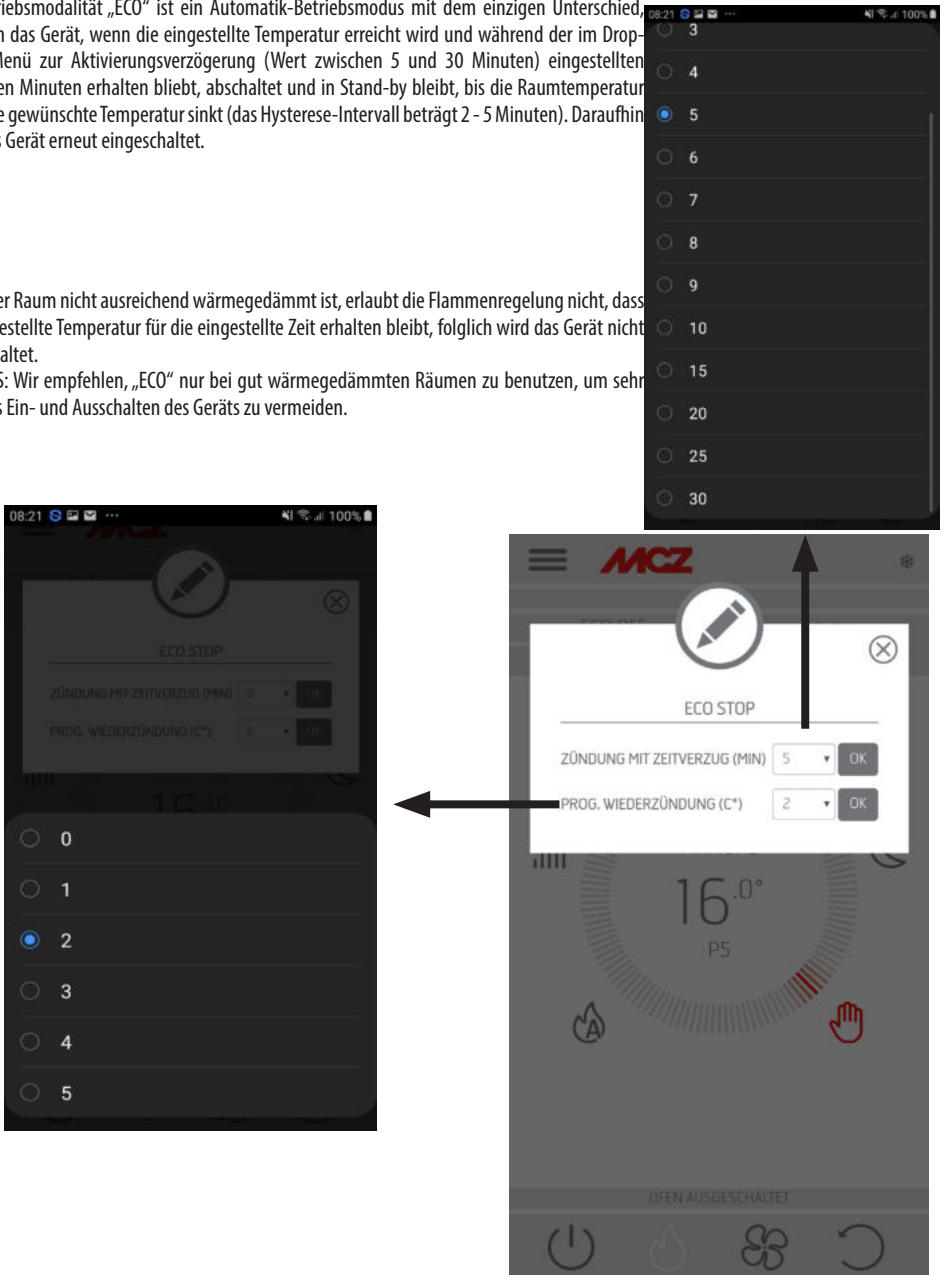 riebsmodalität „ECO“ ist ein Automatik-Betriebsmodus mit dem einzigen Unterschied,
n das Gerät, wenn die eingestellte Temperatur erreicht wird und während der im Drop-
Menü zur Aktivierungsverzögerung (Wert zwischen 5 und 30 Minuten) eingestellten
en Minuten erhalten bliebt, abschaltet und in Stand-by bleibt, bis die Raumtemperatur
e gewünschte Temperatur sinkt (das Hysterese-Intervall beträgt 2 - 5 Minuten). Daraufhin
s Gerät erneut eingeschaltet.
er Raum nicht ausreichend wärmegedämmt ist, erlaubt die Flammenregelung nicht, dass
estellte Temperatur für die eingestellte Zeit erhalten bleibt, folglich wird das Gerät nicht
altet.
S: Wir empfehlen, „ECO“ nur bei gut wärmegedämmten Räumen zu benutzen, um sehr
s Ein- und Ausschalten des Geräts zu vermeiden.
08:21 100%
3
4
5
6
7
8
9
10
15
20
25
30
08:21 100%
MCZ
ECO STOP
ZÜNDUNG MIT ZEITVERZUG (MIN) 5 OK
PROG. WIEDERZÜNDUNG (C°) 2 OK
16.0°
0
1
2
3
4
5
MCZ
ECO OFF
ECO STOP
ZÜNDUNG MIT ZEITVERZUG (MIN) 5 OK
PROG. WIEDERZÜNDUNG (C°) 2 OK
16.0°
P5
A
OFEN AUSGESCHALTET